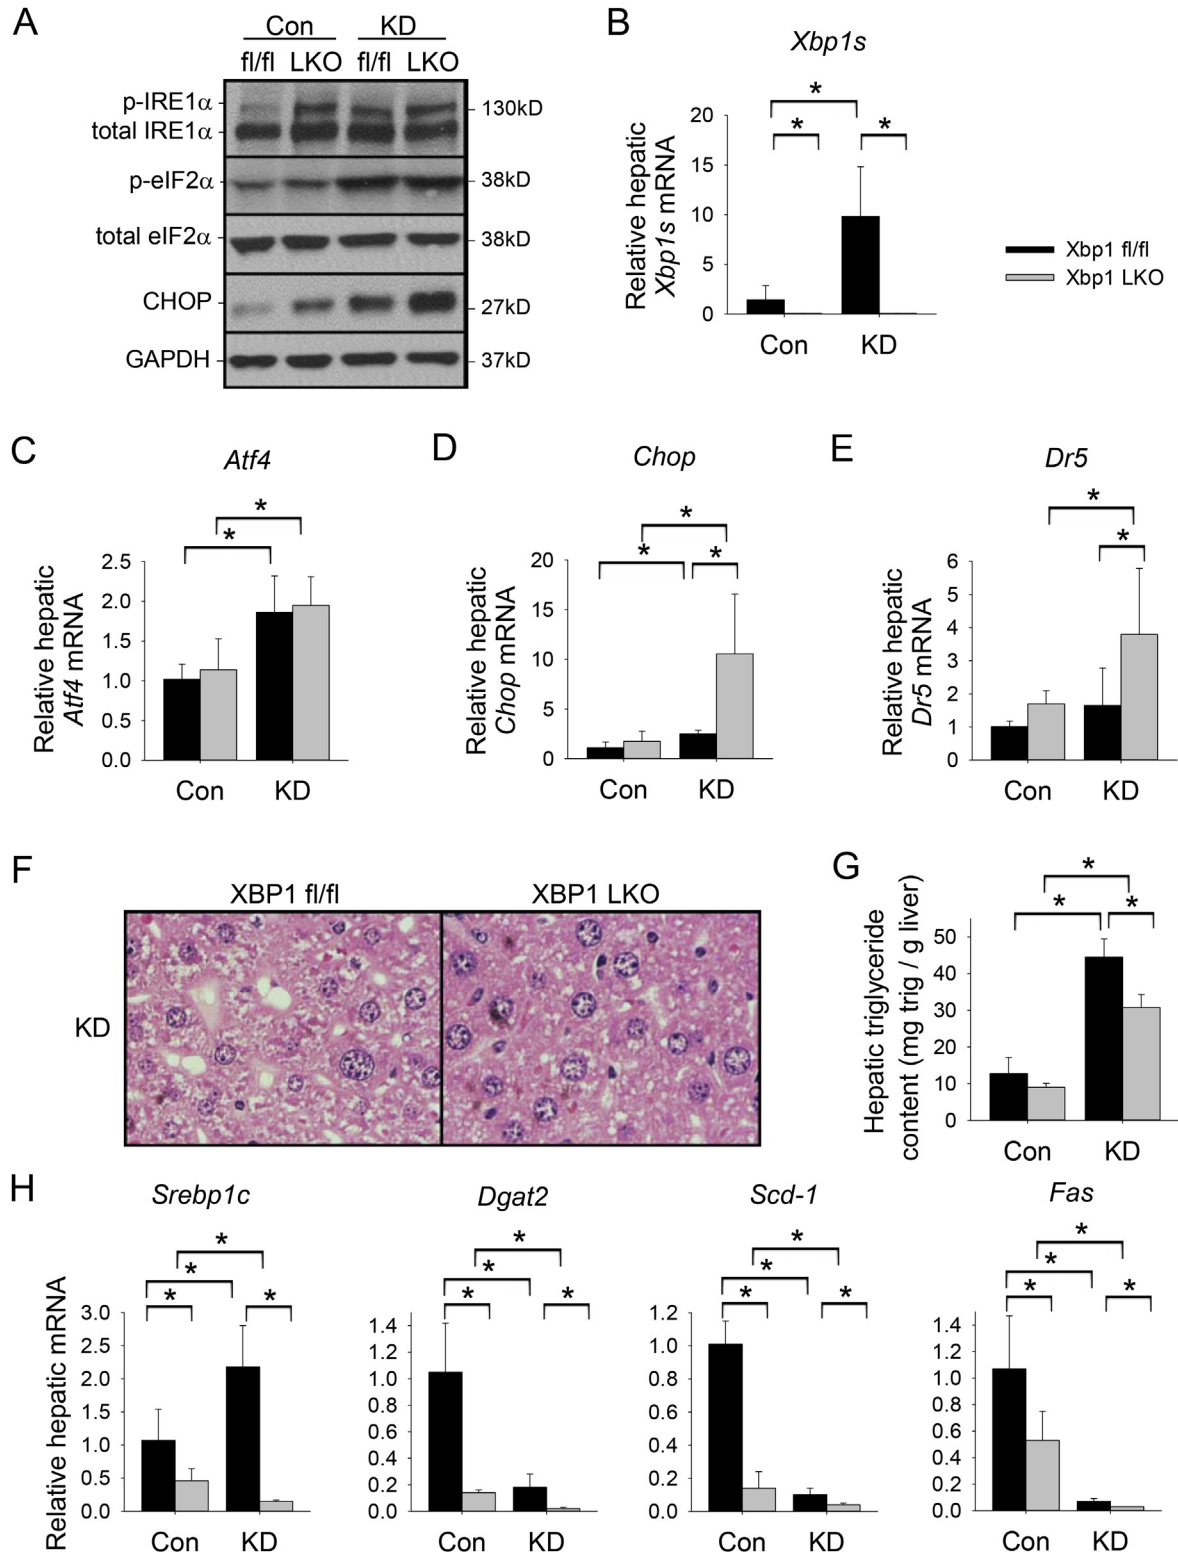 A
Con KD
fl/fl LKO fl/fl LKO
p-IRE1α
130kD
total IRE1α
p-eIF2α
38kD
total eIF2α
38kD
CHOP
27kD
GAPDH
37kD
B
Xbp1s
*
* *
Relative hepatic
Xbp1s mRNA
20
15
10
5
0
Con KD
Xbp1 fl/fl
Xbp1 LKO
C
Atf4
*
*
Relative hepatic
Atf4 mRNA
2.5
2.0
1.5
1.0
0.5
0.0
Con KD
D
Chop
*
* *
Relative hepatic
Chop mRNA
20
15
10
5
0
Con KD
E
Dr5
*
*
Relative hepatic
Dr5 mRNA
6
5
4
3
2
1
0
Con KD
F
XBP1 fl/fl XBP1 LKO
KD
G
*
* *
Hepatic triglyceride
content (mg trig / g liver)
50
40
30
20
10
0
Con KD
H
Relative hepatic mRNA
Srebp1c
*
*
* *
3.0
2.5
2.0
1.5
1.0
0.5
0.0
Con KD
Dgat2
*
*
* *
1.4
1.2
1.0
0.8
0.6
0.4
0.2
0.0
Con KD
Scd-1
*
*
* *
1.2
1.0
0.8
0.6
0.4
0.2
0.0
Con KD
Fas
*
*
* *
1.4
1.2
1.0
0.8
0.6
0.4
0.2
0.0
Con KD